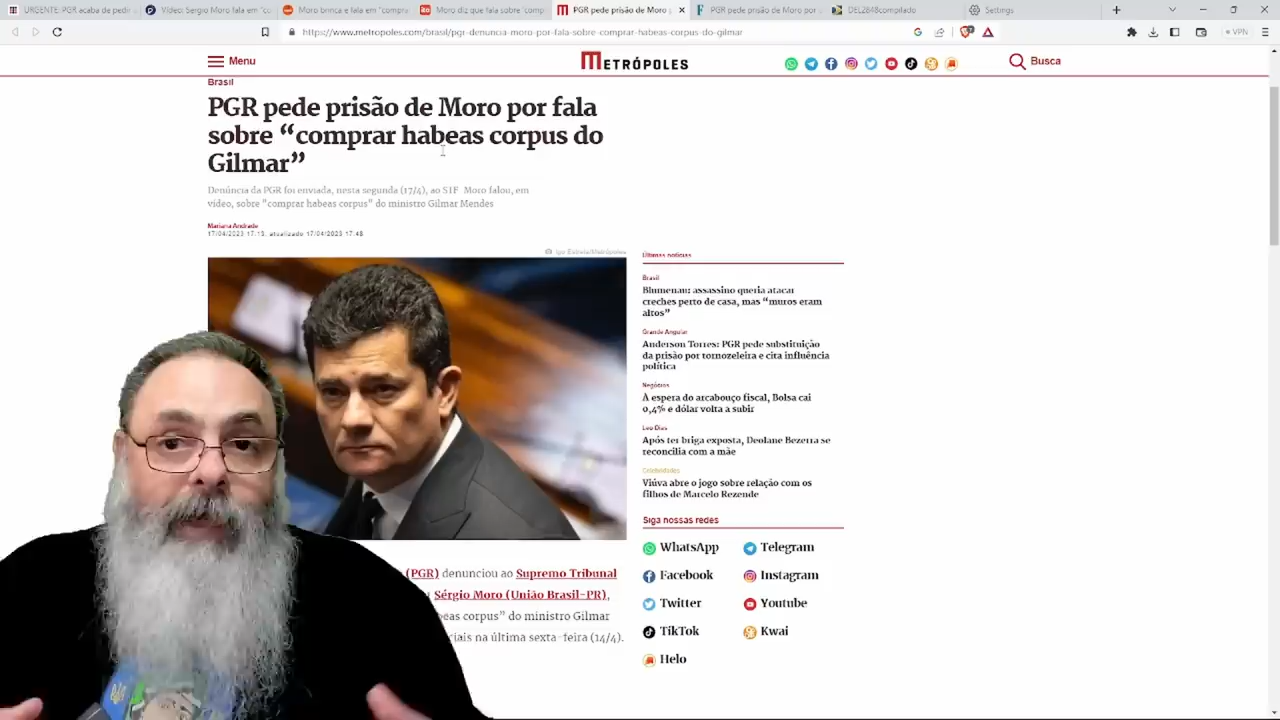 URGENTE: PGR acaba de pedir
Vídeo: Sergio Moro fala em "co
Moro brinca e fala em "compra
Moro diz que fala sobre "comp
PGR pede prisão de Moro
PGR pede prisão de Moro por
DEL2848compilado
Settings
https://www.metropoles.com/brasil/pgr-denuncia-moro-por-fala-sobre-comprar-habeas-corpus-do-gilmar
VPN
Menu
METRÓPOLES
Busca
Brasil
PGR pede prisão de Moro por fala
sobre “comprar habeas corpus do
Gilmar”
Denúncia da PGR foi enviada, nesta segunda (17/4), ao STF. Moro falou, em
vídeo, sobre "comprar habeas corpus" do ministro Gilmar Mendes
Mariana Andrade
17/04/2023 17:13, atualizado 17/04/2023 17:48
Igo Estrela/Metrópoles
(PGR) denunciou ao Supremo Tribunal
Sérgio Moro (União Brasil-PR),
eas corpus” do ministro Gilmar
ciais na última sexta-feira (14/4).
Últimas notícias
Brasil
Blumenau: assassino queria atacar
creches perto de casa, mas “muros eram
altos”
Grande Angular
Anderson Torres: PGR pede substituição
da prisão por tornozeleira e cita influência
política
Negócios
À espera do arcabouço fiscal, Bolsa cai
0,4% e dólar volta a subir
Leo Dias
Após ter briga exposta, Deolane Bezerra se
reconcilia com a mãe
Celebridades
Viúva abre o jogo sobre relação com os
filhos de Marcelo Rezende
Siga nossas redes
WhatsApp
Telegram
Facebook
Instagram
Twitter
Youtube
TikTok
Kwai
Helo